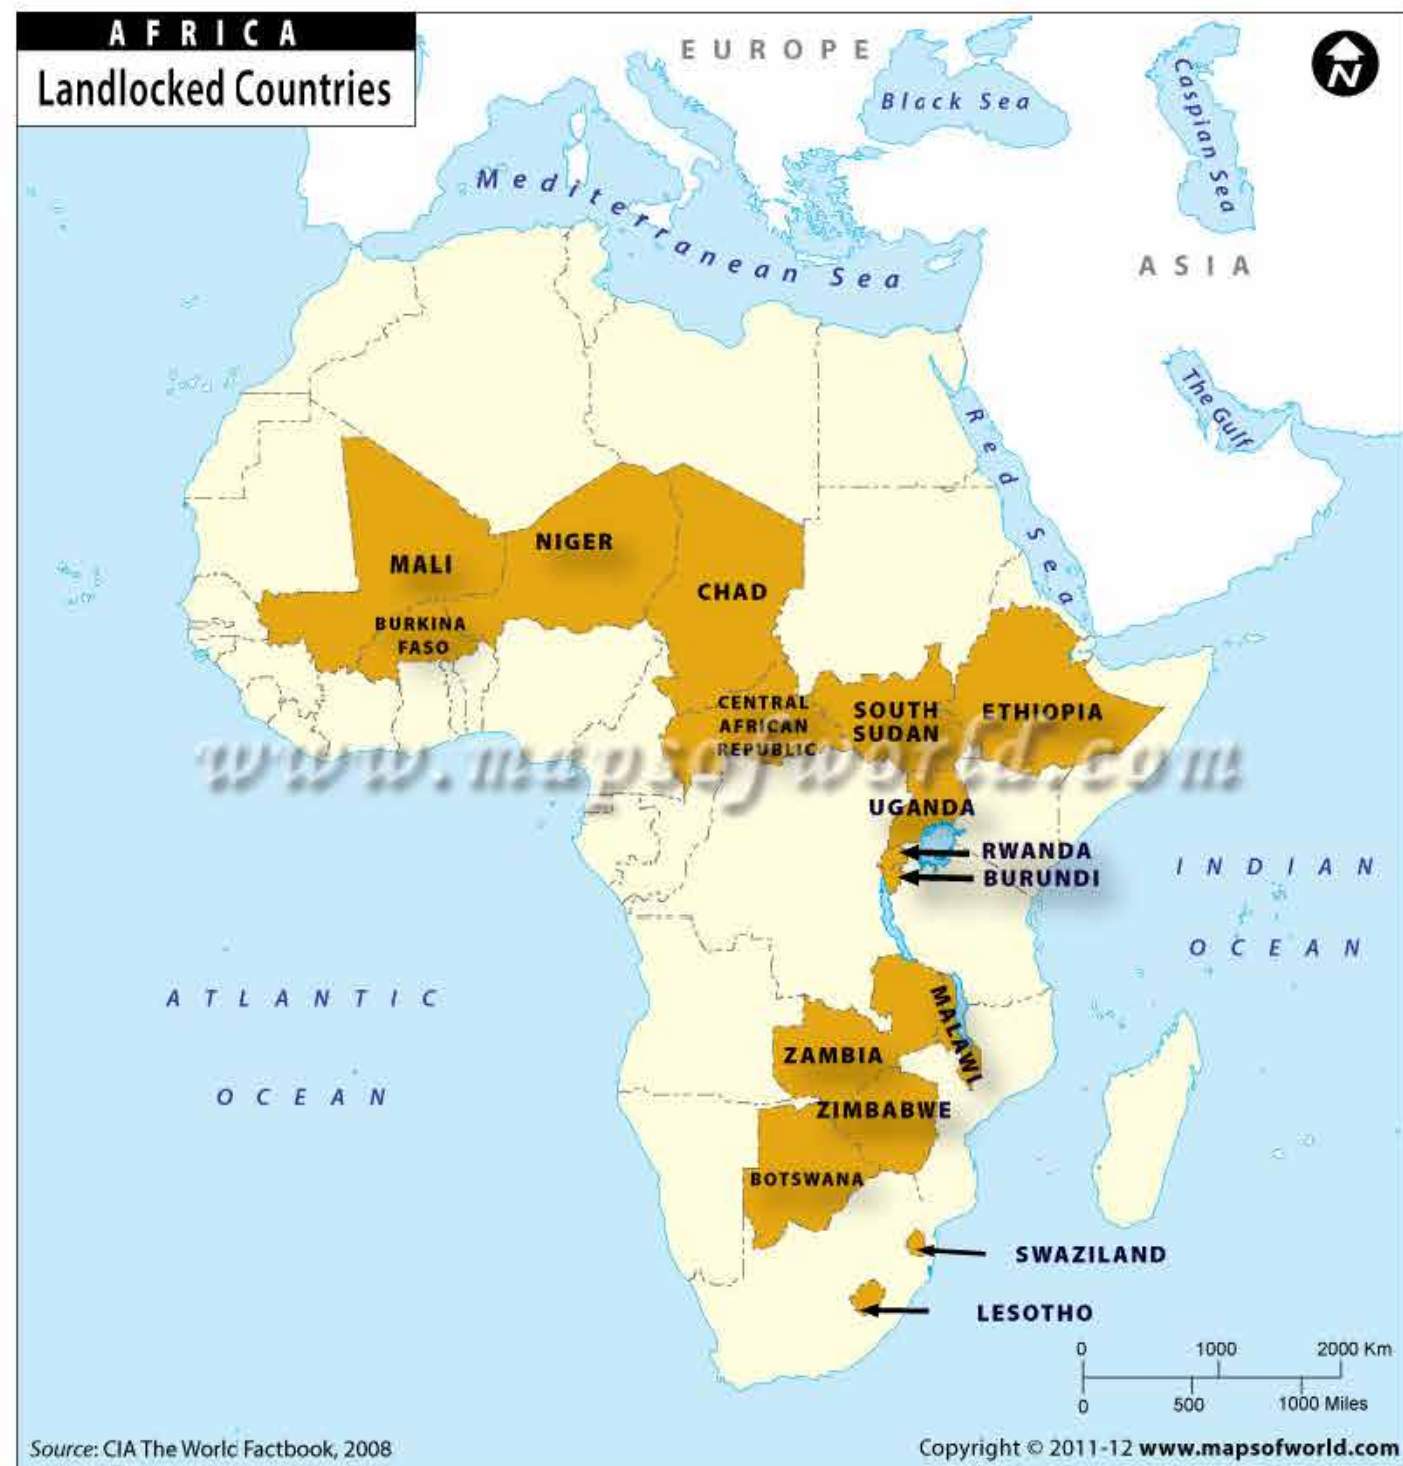 AFRICA
Landlocked Countries
EUROPE
Black Sea
Caspian Sea
N
Mediterranean Sea
ASIA
The Gulf
Red Sea
MALI
NIGER
CHAD
BURKINA
FASO
CENTRAL
AFRICAN
REPUBLIC
SOUTH
SUDAN
ETHIOPIA
www.mapsofworld.com
UGANDA
RWANDA
BURUNDI
INDIAN
OCEAN
ATLANTIC
OCEAN
MALAWI
ZAMBIA
ZIMBABWE
BOTSWANA
SWAZILAND
LESOTHO
0 1000 2000 Km
0 500 1000 Miles
Source: CIA The Worlc Factbook, 2008
Copyright © 2011-12 www.mapsofworld.com